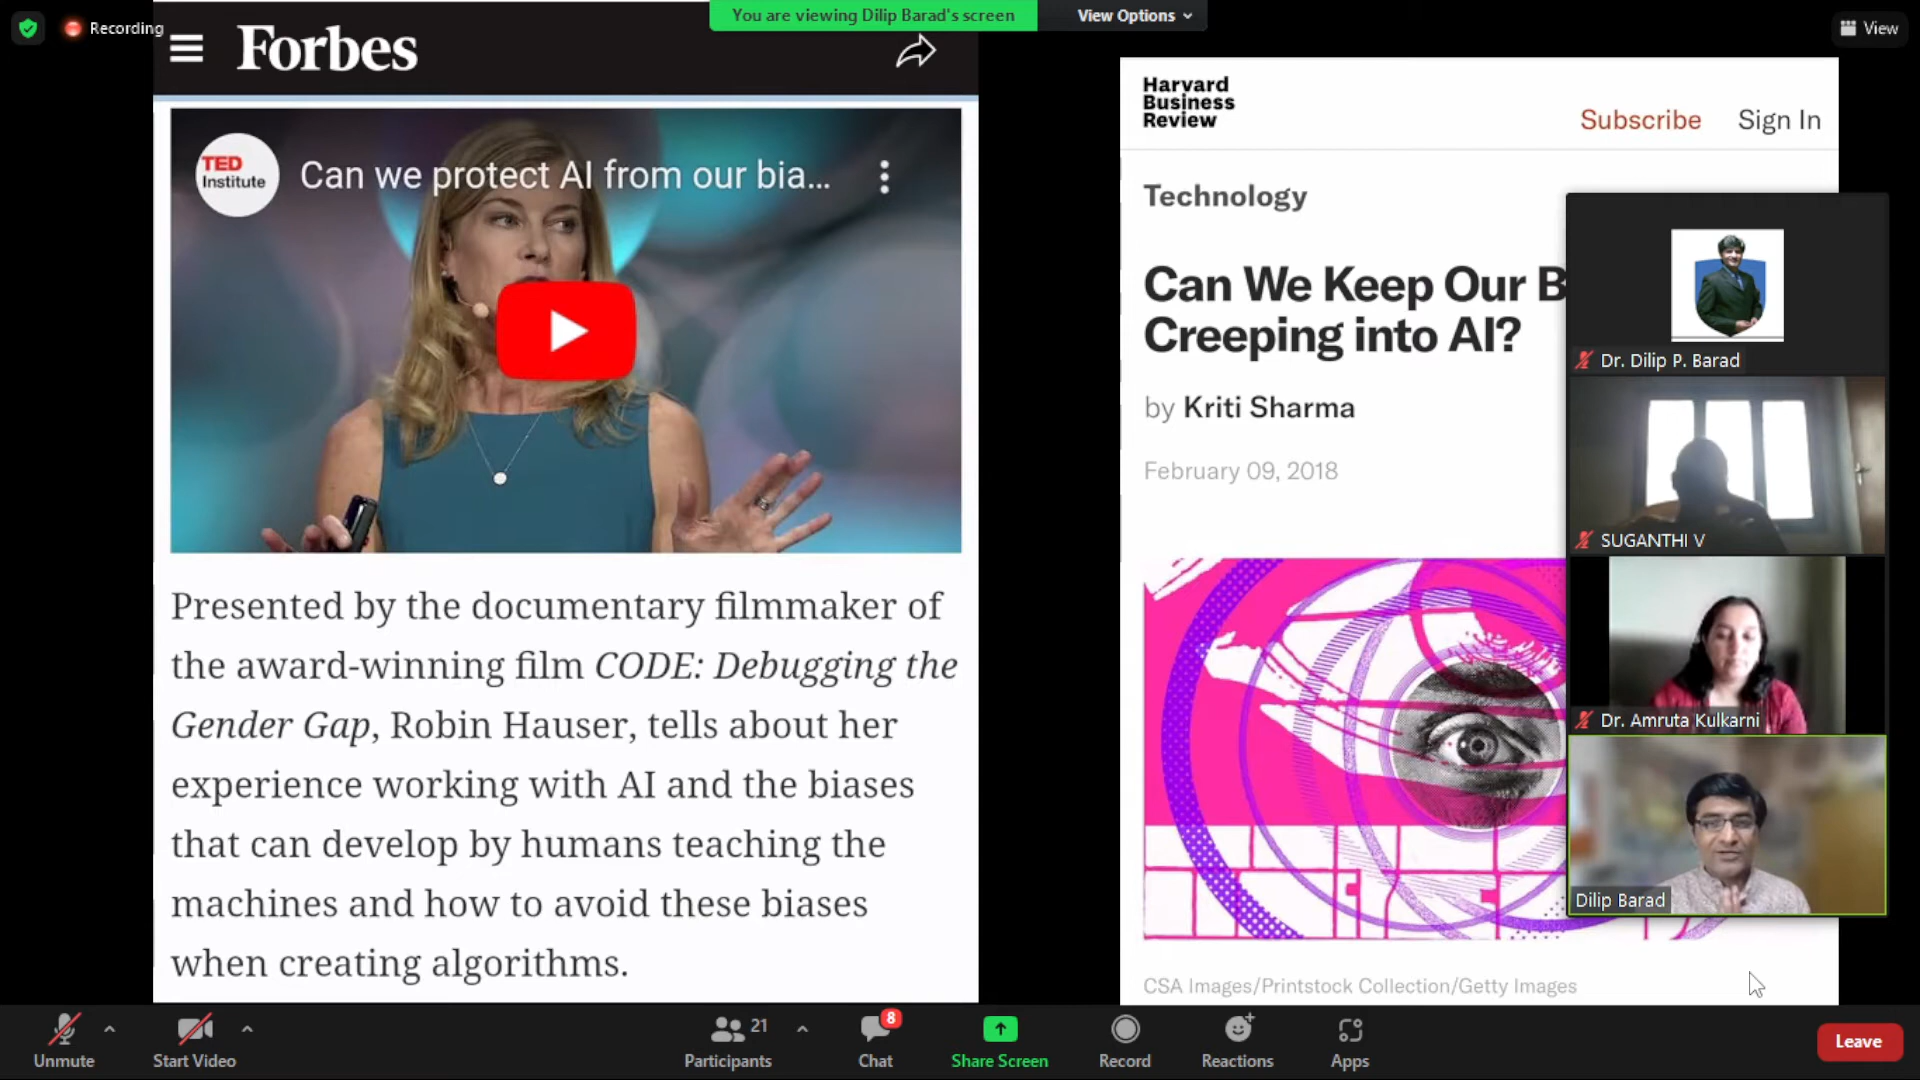 Recording
You are viewing Dilip Barad's screen
View Options
View
Forbes
TED
Institute
Can we protect AI from our bia...
Presented by the documentary filmmaker of
the award-winning film CODE: Debugging the
Gender Gap, Robin Hauser, tells about her
experience working with AI and the biases
that can develop by humans teaching the
machines and how to avoid these biases
when creating algorithms.
Harvard
Business
Review
Subscribe
Sign In
Technology
Can We Keep Our B
Creeping into AI?
by Kriti Sharma
February 09, 2018
CSA Images/Printstock Collection/Getty Images
Dr. Dilip P. Barad
SUGANTHI V
Dr. Amruta Kulkarni
Dilip Barad
Unmute
Start Video
21
Participants
8
Chat
Share Screen
Record
Reactions
Apps
Leave